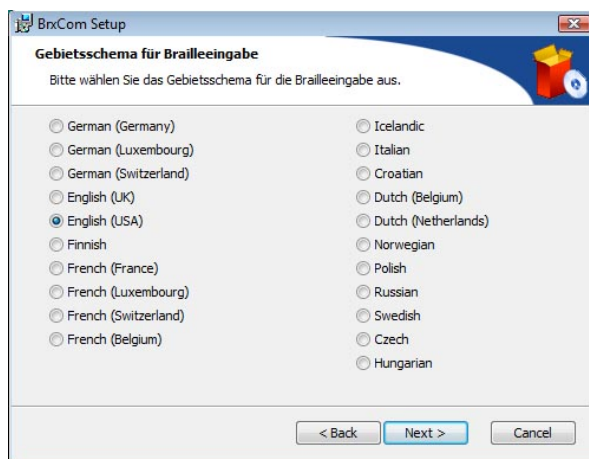 BrxCom Setup
Gebietsschema für Brailleeingabe
Bitte wählen Sie das Gebietsschema für die Brailleeingabe aus.
German (Germany)
German (Luxembourg)
German (Switzerland)
English (UK)
English (USA)
Finnish
French (France)
French (Luxembourg)
French (Switzerland)
French (Belgium)
Icelandic
Italian
Croatian
Dutch (Belgium)
Dutch (Netherlands)
Norwegian
Polish
Russian
Swedish
Czech
Hungarian
< Back Next > Cancel